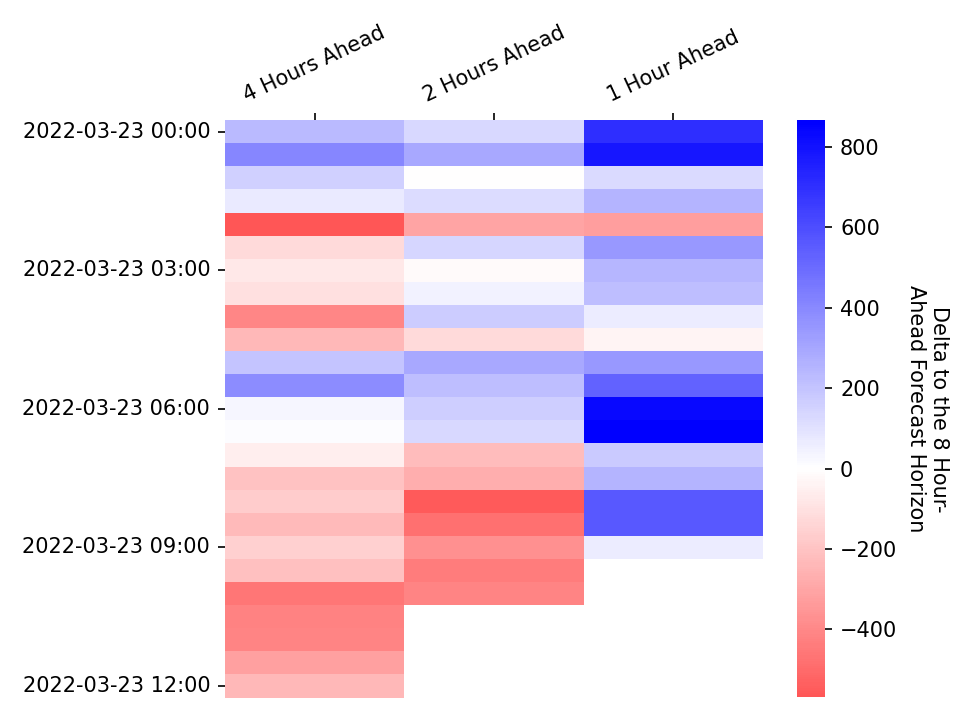 4 Hours Ahead
2 Hours Ahead
1 Hour Ahead
2022-03-23 00:00
2022-03-23 03:00
2022-03-23 06:00
2022-03-23 09:00
2022-03-23 12:00
800
600
400
200
0
−200
−400
Delta to the 8 Hour-
Ahead Forecast Horizon